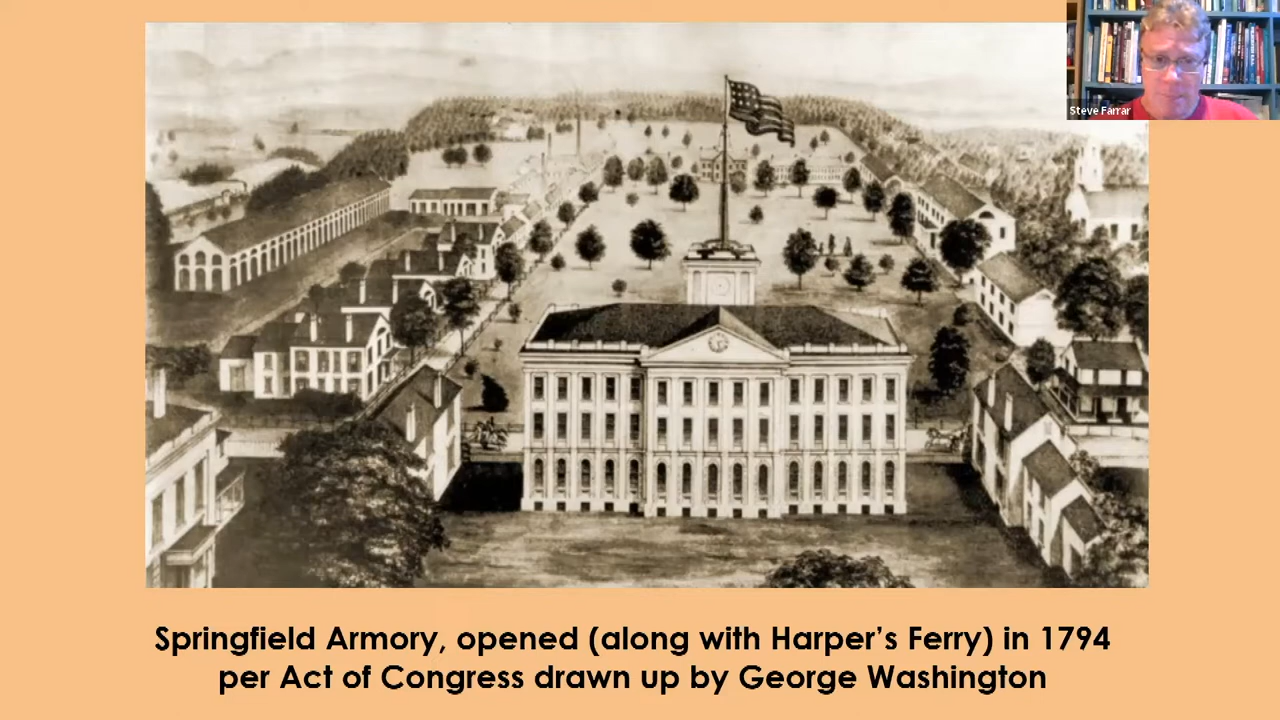 Steve Farrar
Springfield Armory, opened (along with Harper's Ferry) in 1794
per Act of Congress drawn up by George Washington